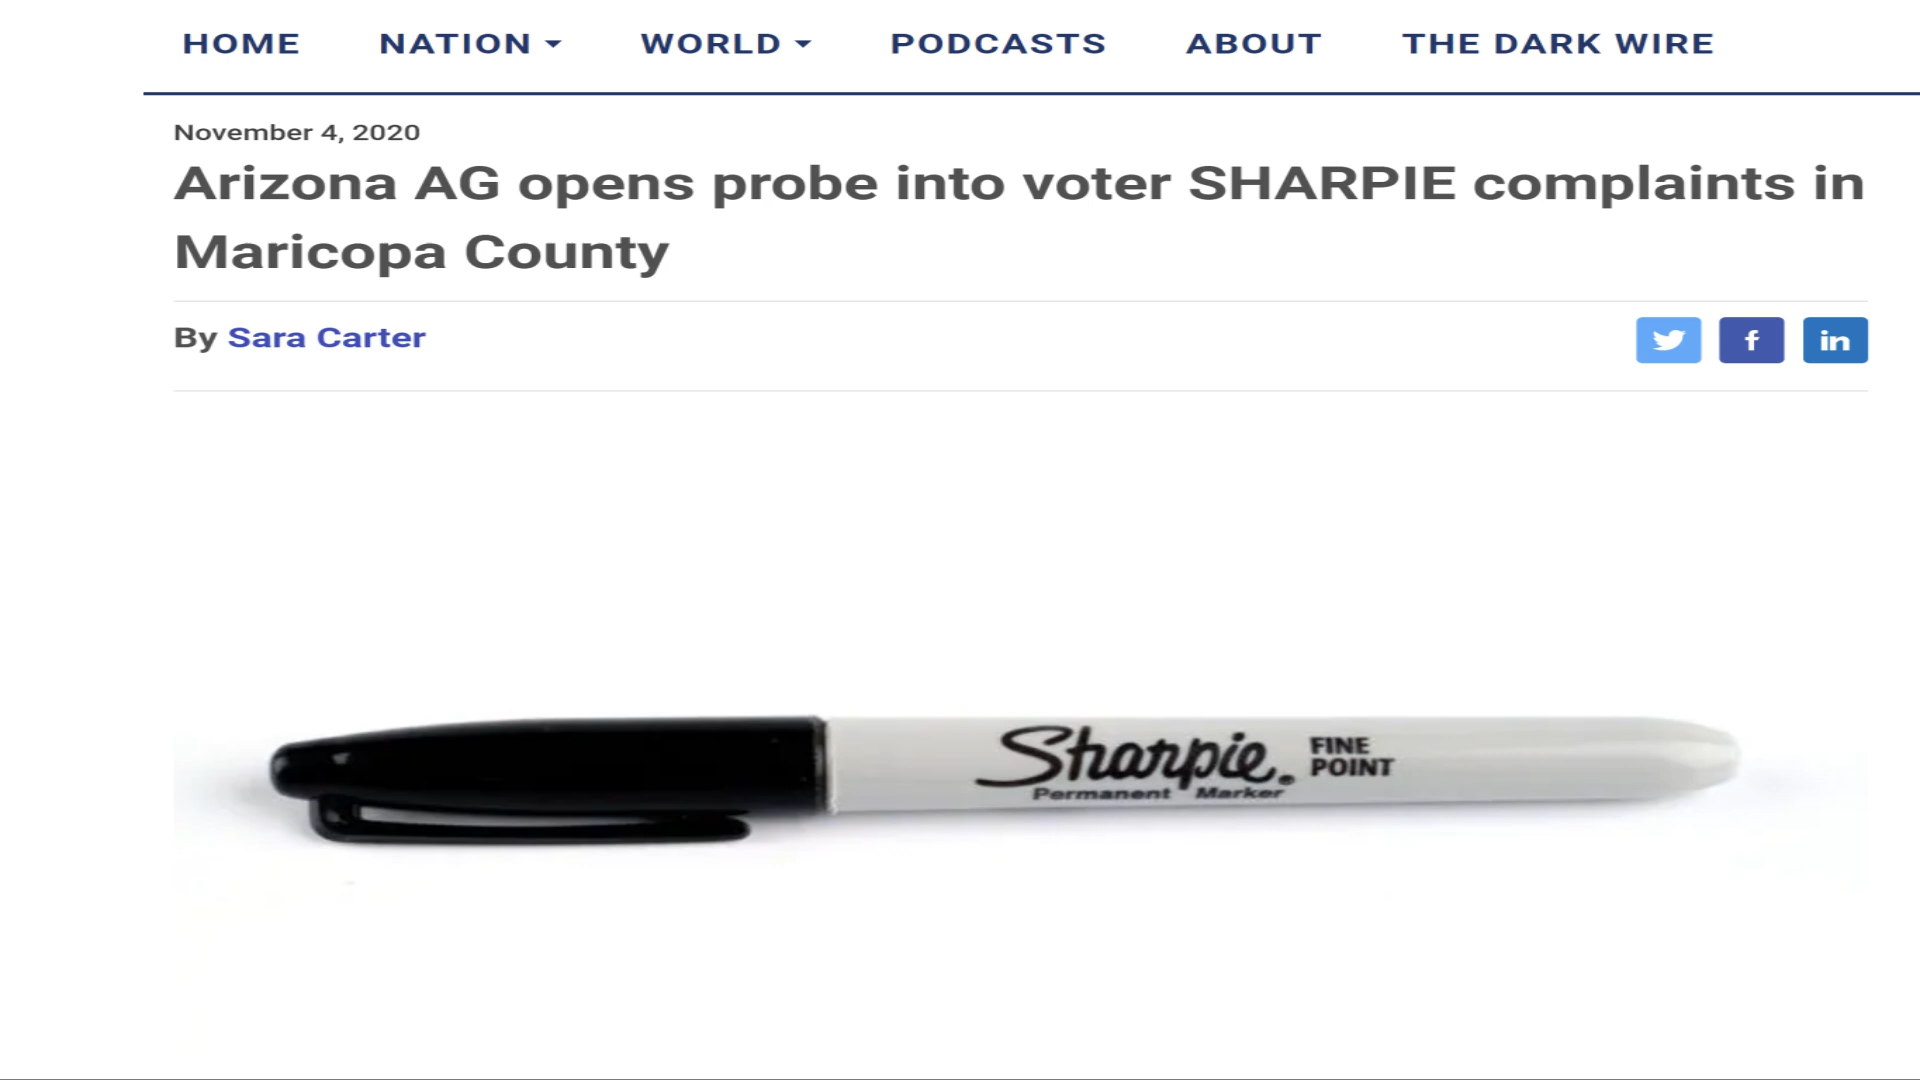 HOME NATION WORLD PODCASTS ABOUT THE DARK WIRE
November 4, 2020
Arizona AG opens probe into voter SHARPIE complaints in
Maricopa County
By Sara Carter
f in
Sharpie® FINE
POINT
Permanent Marker